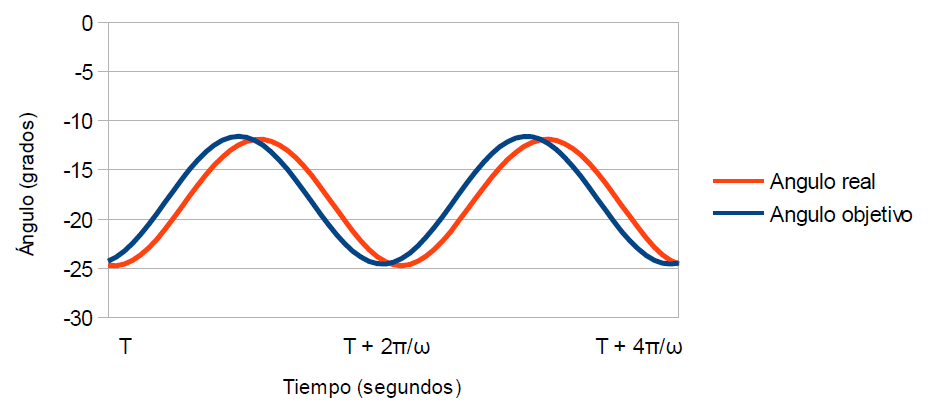 0
-5
-10
-15
-20
-25
-30
Ángulo (grados)
T
T + 2π/ω
T + 4π/ω
Tiempo (segundos)
Angulo real
Angulo objetivo